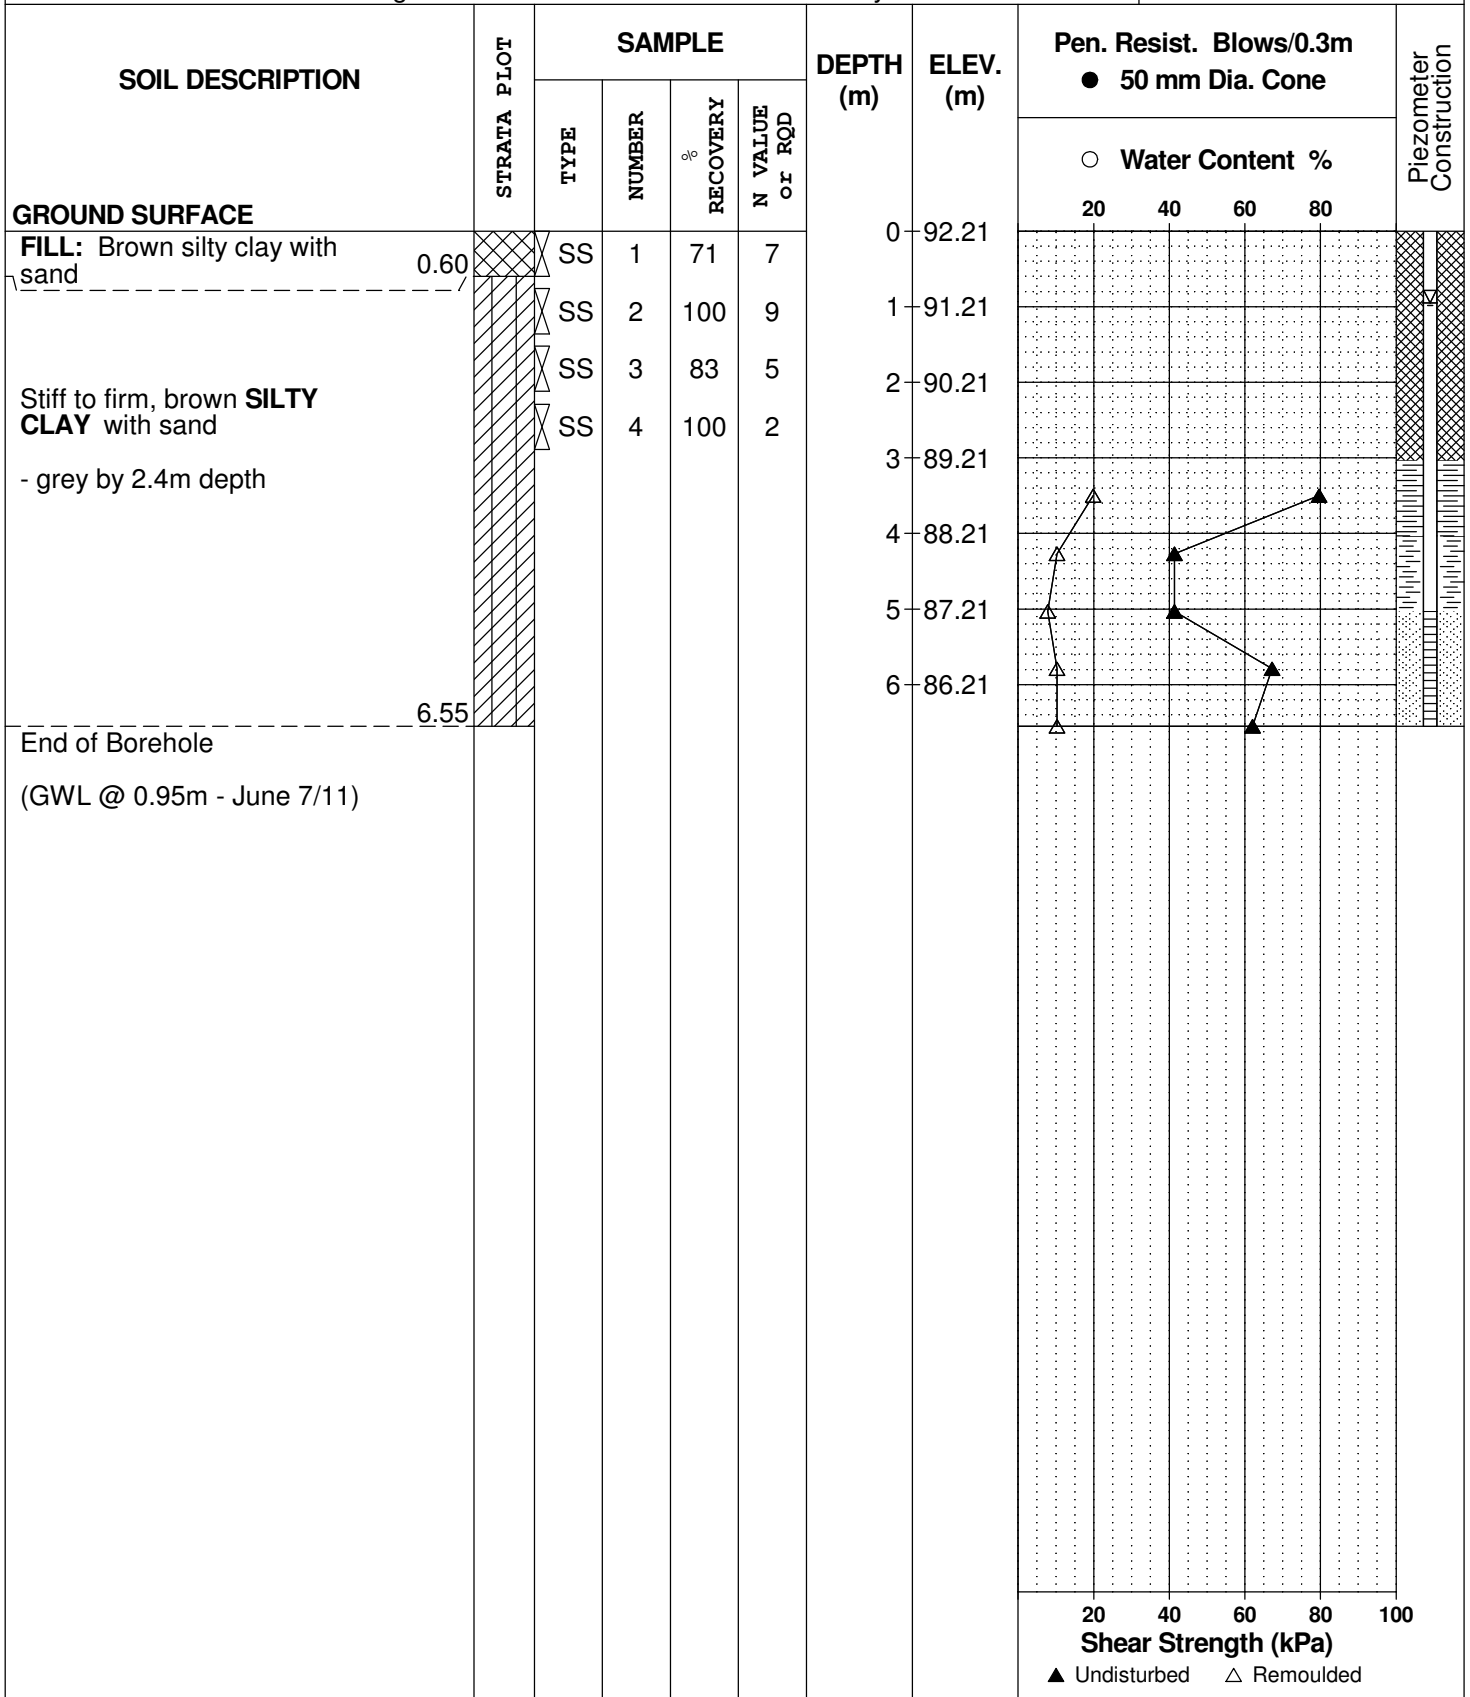 SOIL DESCRIPTION
GROUND SURFACE
STRATA PLOT
SAMPLE
TYPE
NUMBER
%
RECOVERY
N VALUE
or RQD
DEPTH
(m)
ELEV.
(m)
Pen. Resist. Blows/0.3m
● 50 mm Dia. Cone
○ Water Content %
20 40 60 80
Piezometer
Construction
FILL: Brown silty clay with
sand
0.60
Stiff to firm, brown SILTY
CLAY with sand
- grey by 2.4m depth
6.55
End of Borehole
(GWL @ 0.95m - June 7/11)
SS 1 71 7
SS 2 100 9
SS 3 83 5
SS 4 100 2
0 92.21
1 91.21
2 90.21
3 89.21
4 88.21
5 87.21
6 86.21
20 40 60 80 100
Shear Strength (kPa)
▲ Undisturbed △ Remoulded